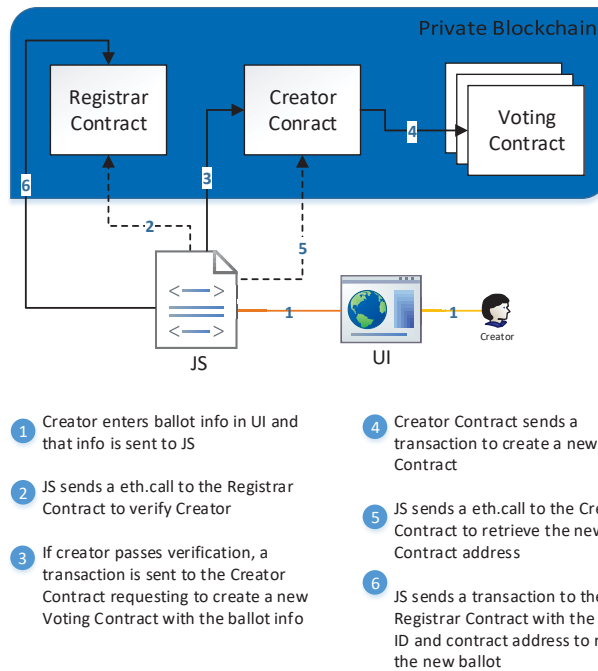 Private Blockchain
Registrar
Contract
Creator
Conract
Voting
Contract
4
6
3
2
5
1
1
JS
UI
Creator
1 Creator enters ballot info in UI and
that info is sent to JS
2 JS sends a eth.call to the Registrar
Contract to verify Creator
3 If creator passes verification, a
transaction is sent to the Creator
Contract requesting to create a new
Voting Contract with the ballot info
4 Creator Contract sends a
transaction to create a new
Contract
5 JS sends a eth.call to the Cre
Contract to retrieve the new
Contract address
6 JS sends a transaction to the
Registrar Contract with the
ID and contract address to r
the new ballot